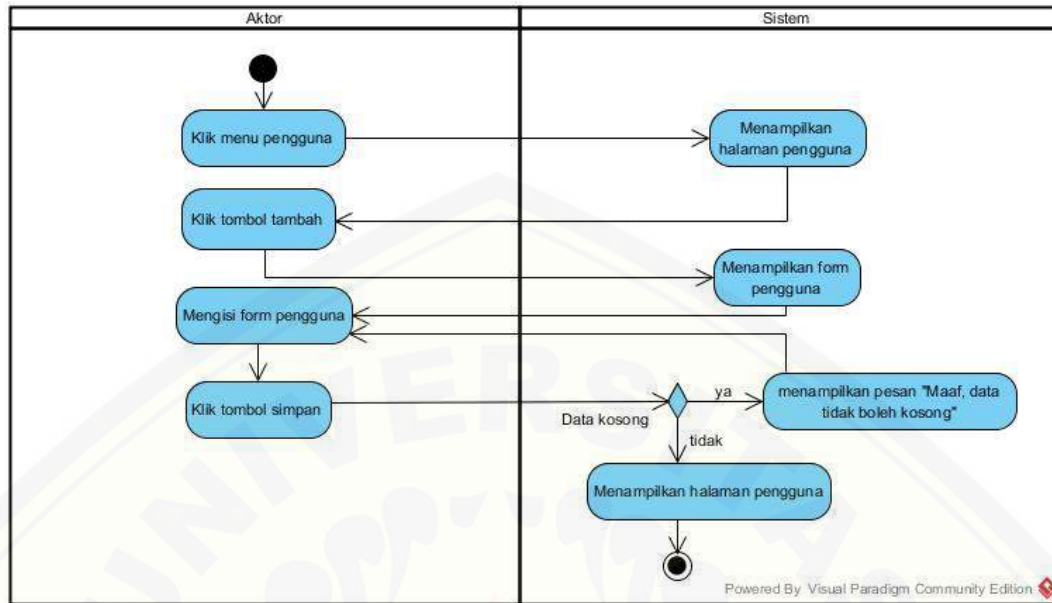 Aktor
Sistem
Klik menu pengguna
Menampilkan
halaman pengguna
Klik tombol tambah
Menampilkan form
pengguna
Mengisi form pengguna
Klik tombol simpan
Data kosong
ya
menampilkan pesan "Maaf, data
tidak boleh kosong"
tidak
Menampilkan halaman pengguna
Powered By Visual Paradigm Community Edition